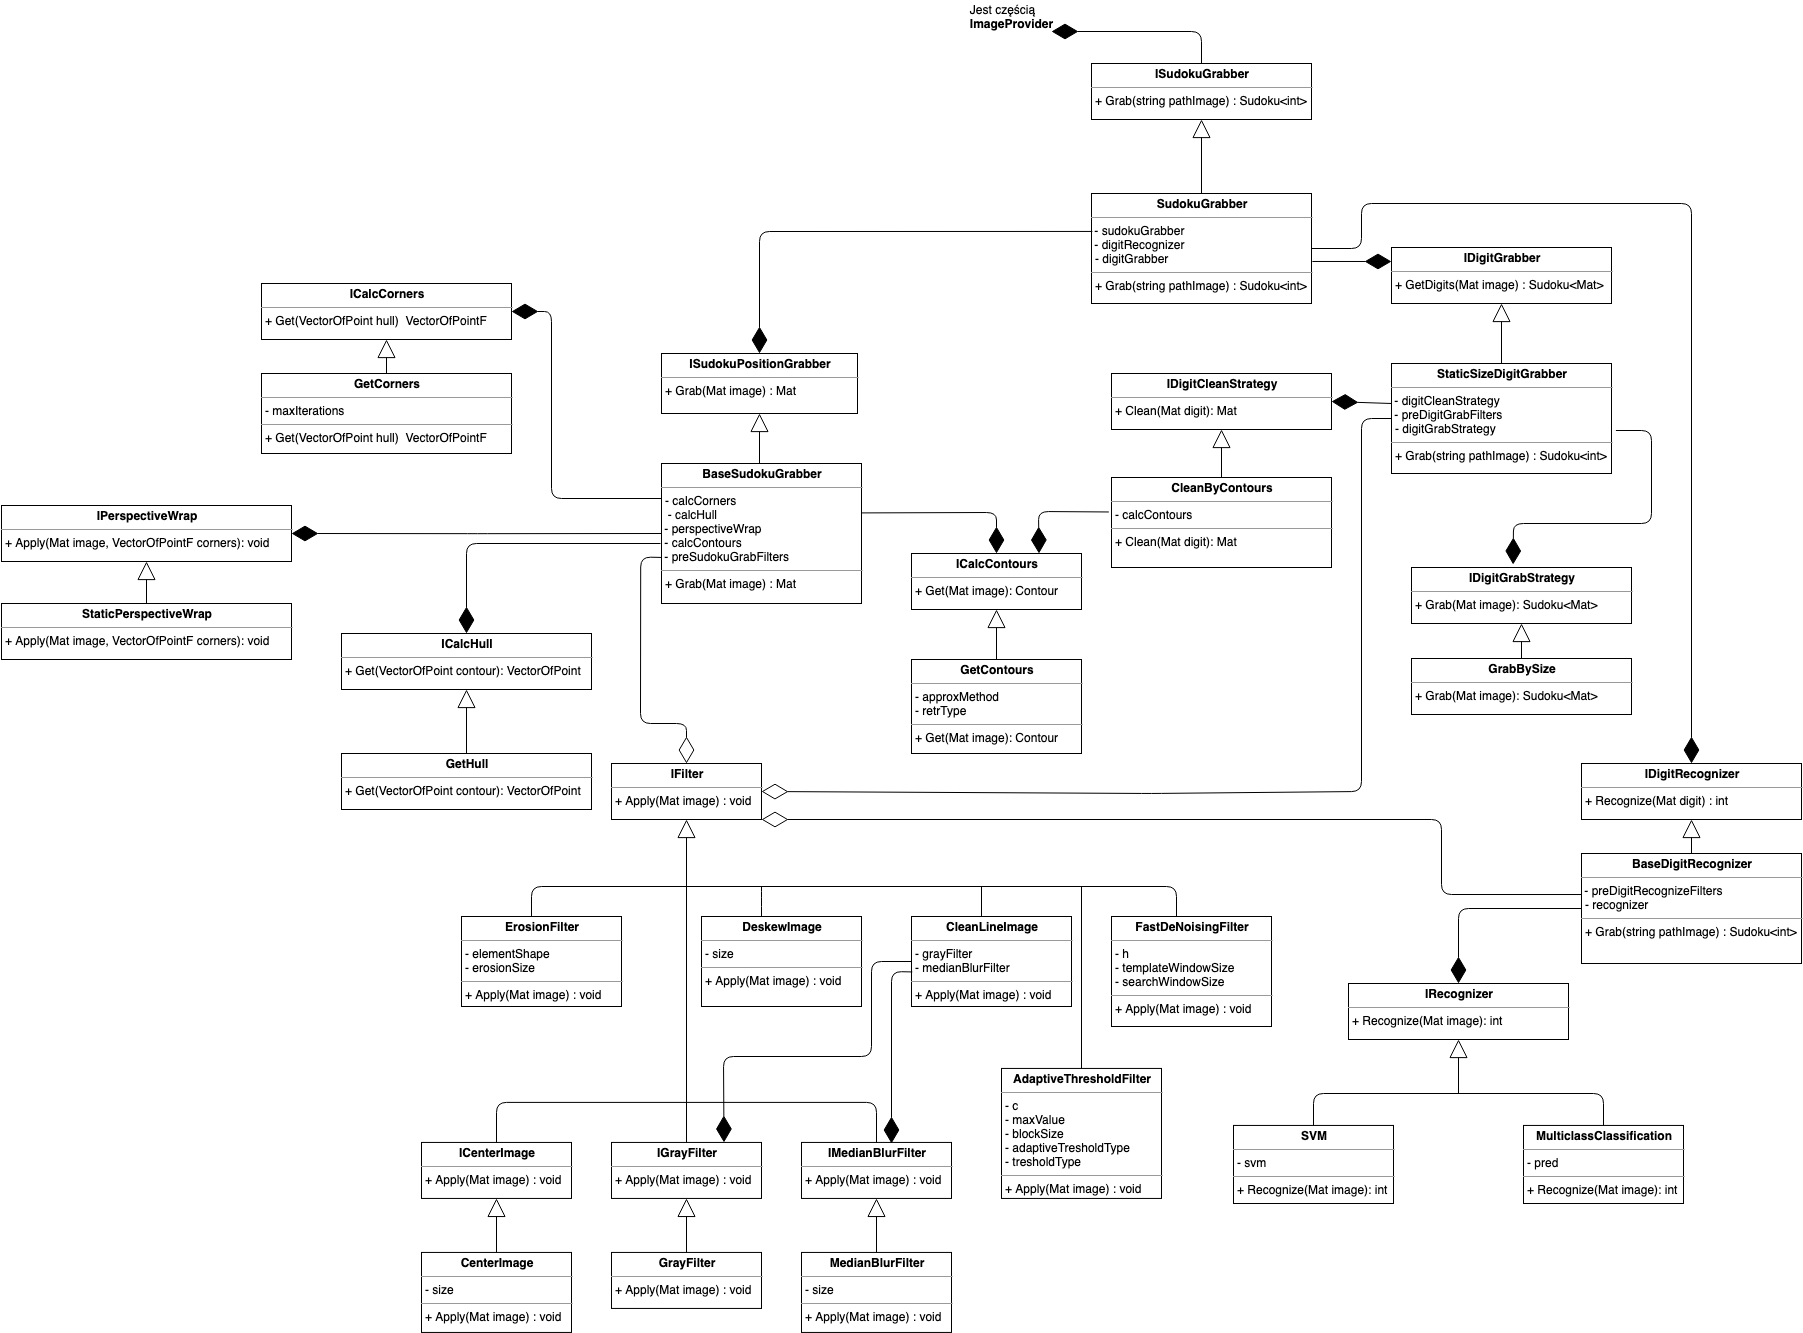 Jest częścią
ImageProvider
ISudokuGrabber
+ Grab(string pathImage) : Sudoku<int>
SudokuGrabber
- sudokuGrabber
- digitRecognizer
- digitGrabber
+ Grab(string pathImage) : Sudoku<int>
IDigitGrabber
+ GetDigits(Mat image) : Sudoku<Mat>
ICalcCorners
+ Get(VectorOfPoint hull)  VectorOfPointF
GetCorners
- maxIterations
+ Get(VectorOfPoint hull)  VectorOfPointF
ISudokuPositionGrabber
+ Grab(Mat image) : Mat
IDigitCleanStrategy
+ Clean(Mat digit): Mat
StaticSizeDigitGrabber
- digitCleanStrategy
- preDigitGrabFilters
- digitGrabStrategy
+ Grab(string pathImage) : Sudoku<int>
BaseSudokuGrabber
- calcCorners
- calcHull
- perspectiveWrap
- calcContours
- preSudokuGrabFilters
+ Grab(Mat image) : Mat
CleanByContours
- calcContours
+ Clean(Mat digit): Mat
IPerspectiveWrap
+ Apply(Mat image, VectorOfPointF corners): void
StaticPerspectiveWrap
+ Apply(Mat image, VectorOfPointF corners): void
ICalcContours
+ Get(Mat image): Contour
IDigitGrabStrategy
+ Grab(Mat image): Sudoku<Mat>
ICalcHull
+ Get(VectorOfPoint contour): VectorOfPoint
GetContours
- approxMethod
- retrType
+ Get(Mat image): Contour
GrabBySize
+ Grab(Mat image): Sudoku<Mat>
GetHull
+ Get(VectorOfPoint contour): VectorOfPoint
IFilter
+ Apply(Mat image) : void
IDigitRecognizer
+ Recognize(Mat digit) : int
BaseDigitRecognizer
- preDigitRecognizeFilters
- recognizer
+ Grab(string pathImage) : Sudoku<int>
ErosionFilter
- elementShape
- erosionSize
+ Apply(Mat image) : void
DeskewImage
- size
+ Apply(Mat image) : void
CleanLineImage
- grayFilter
- medianBlurFilter
+ Apply(Mat image) : void
FastDeNoisingFilter
- h
- templateWindowSize
- searchWindowSize
+ Apply(Mat image) : void
IRecognizer
+ Recognize(Mat image): int
AdaptiveThresholdFilter
- c
- maxValue
- blockSize
- adaptiveTresholdType
- tresholdType
+ Apply(Mat image) : void
SVM
- svm
+ Recognize(Mat image): int
MulticlassClassification
- pred
+ Recognize(Mat image): int
ICenterImage
+ Apply(Mat image) : void
IGrayFilter
+ Apply(Mat image) : void
IMedianBlurFilter
+ Apply(Mat image) : void
CenterImage
- size
+ Apply(Mat image) : void
GrayFilter
+ Apply(Mat image) : void
MedianBlurFilter
- size
+ Apply(Mat image) : void